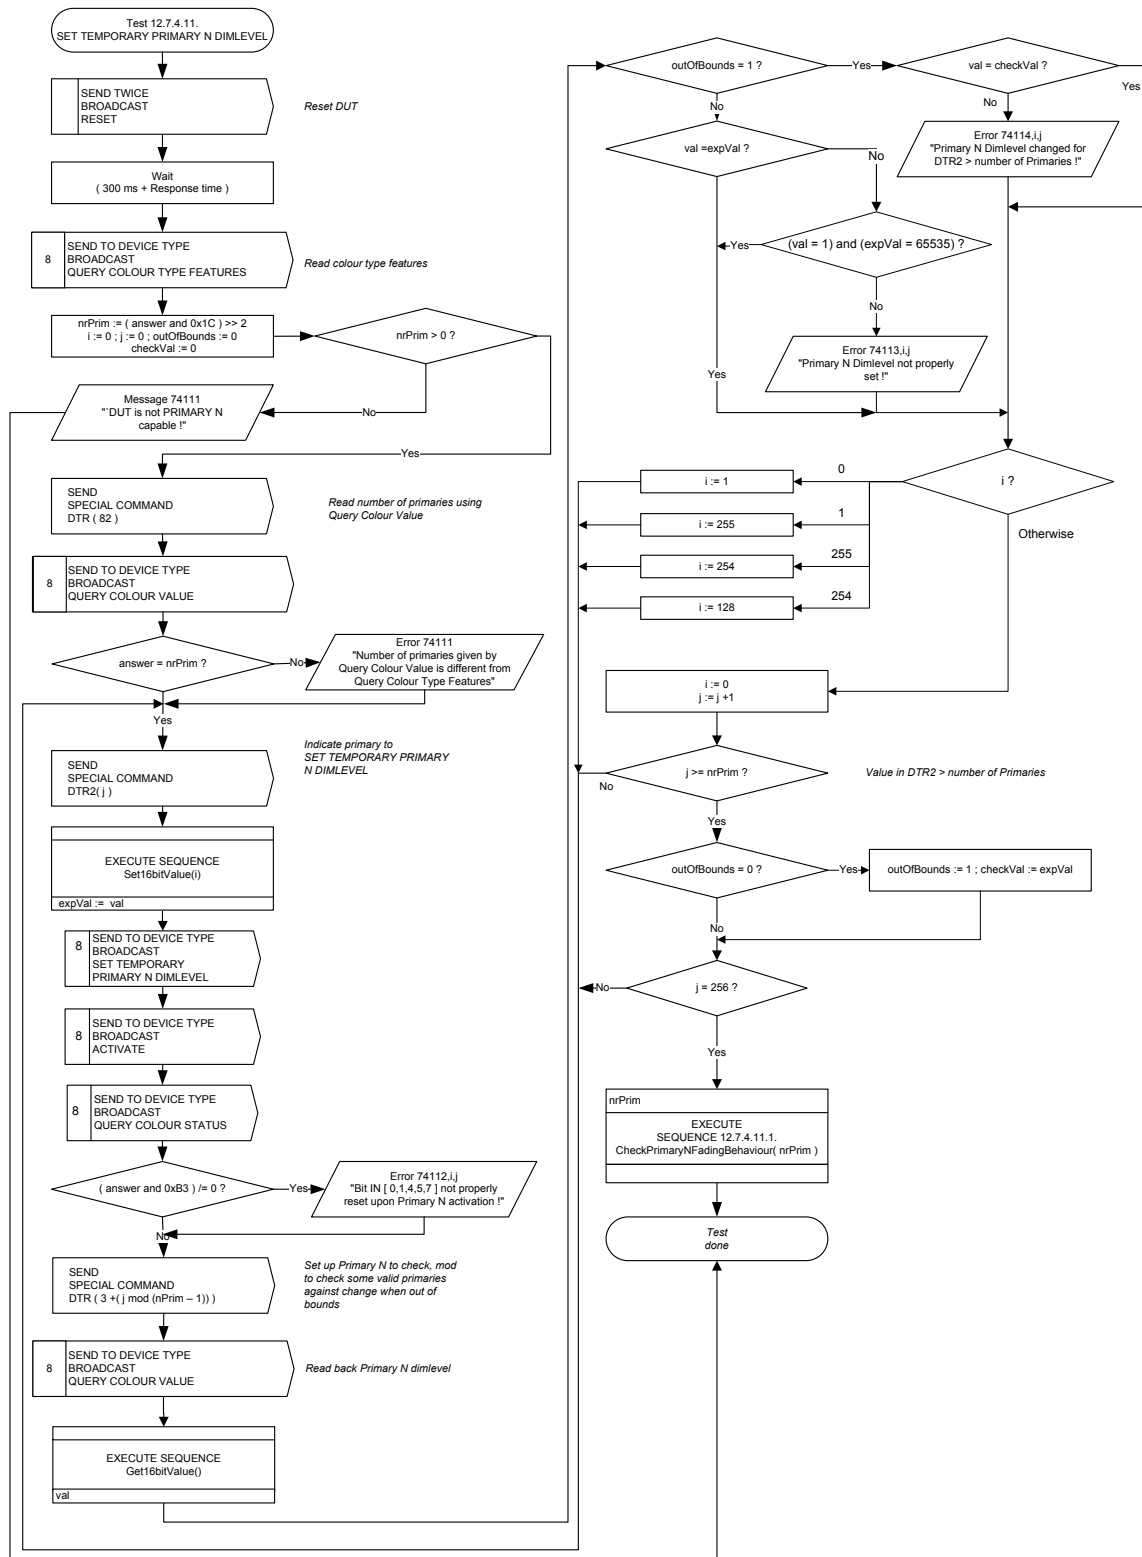 Test 12.7.4.11.
SET TEMPORARY PRIMARY N DIMLEVEL
SEND TWICE
BROADCAST
RESET
Reset DUT
Wait
( 300 ms + Response time )
8
SEND TO DEVICE TYPE
BROADCAST
QUERY COLOUR TYPE FEATURES
Read colour type features
nrPrim := ( answer and 0x1C ) >> 2
i := 0 ; j := 0 ; outOfBounds := 0
checkVal := 0
nrPrim > 0 ?
No
Message 74111
"`DUT is not PRIMARY N
capable !"
Yes
SEND
SPECIAL COMMAND
DTR ( 82 )
Read number of primaries using
Query Colour Value
8
SEND TO DEVICE TYPE
BROADCAST
QUERY COLOUR VALUE
answer = nrPrim ?
No
Error 74111
"Number of primaries given by
Query Colour Value is different from
Query Colour Type Features"
Yes
SEND
SPECIAL COMMAND
DTR2( j )
Indicate primary to
SET TEMPORARY PRIMARY
N DIMLEVEL
EXECUTE SEQUENCE
Set16bitValue(i)
expVal := val
8
SEND TO DEVICE TYPE
BROADCAST
SET TEMPORARY
PRIMARY N DIMLEVEL
8
SEND TO DEVICE TYPE
BROADCAST
ACTIVATE
8
SEND TO DEVICE TYPE
BROADCAST
QUERY COLOUR STATUS
( answer and 0xB3 ) /= 0 ?
Yes
Error 74112,i,j
"Bit IN [ 0,1,4,5,7 ] not properly
reset upon Primary N activation !"
No
SEND
SPECIAL COMMAND
DTR ( 3 +( j mod (nPrim – 1)) )
Set up Primary N to check, mod
to check some valid primaries
against change when out of
bounds
8
SEND TO DEVICE TYPE
BROADCAST
QUERY COLOUR VALUE
Read back Primary N dimlevel
EXECUTE SEQUENCE
Get16bitValue()
val
outOfBounds = 1 ?
Yes
val = checkVal ?
Yes
No
No
Error 74114,i,j
"Primary N Dimlevel changed for
DTR2 > number of Primaries !"
val =expVal ?
No
(val = 1) and (expVal = 65535) ?
Yes
No
Error 74113,i,j
"Primary N Dimlevel not properly
set !"
Yes
i ?
0
i := 1
1
i := 255
255
i := 254
254
i := 128
Otherwise
i := 0
j := j +1
j >= nrPrim ?
No
Value in DTR2 > number of Primaries
Yes
outOfBounds = 0 ?
Yes
outOfBounds := 1 ; checkVal := expVal
No
j = 256 ?
No
Yes
nrPrim
EXECUTE
SEQUENCE 12.7.4.11.1.
CheckPrimaryNFadingBehaviour( nrPrim )
Test
done